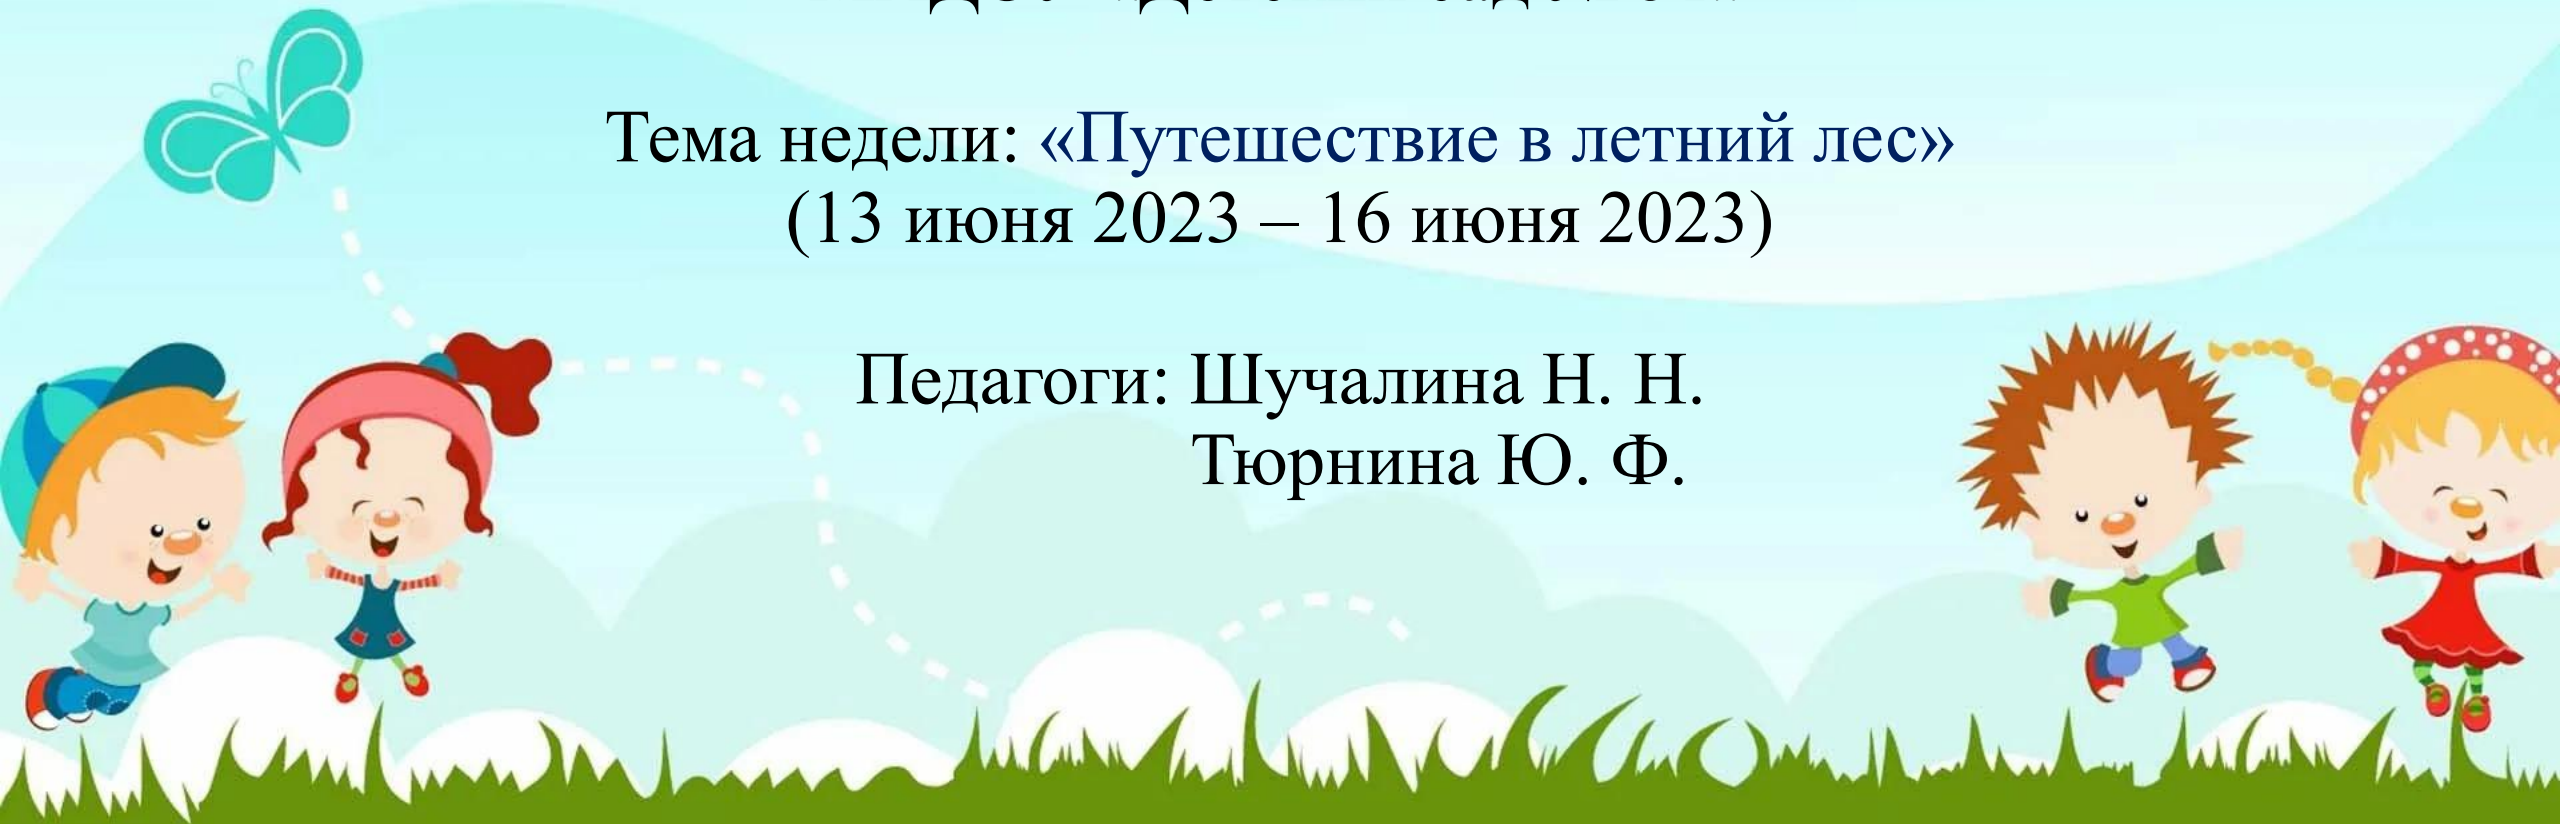 Тема недели: «Путешествие в летний лес»
(13 июня 2023 – 16 июня 2023)
Педагоги: Шучалина Н. Н.
Тюрнина Ю. Ф.